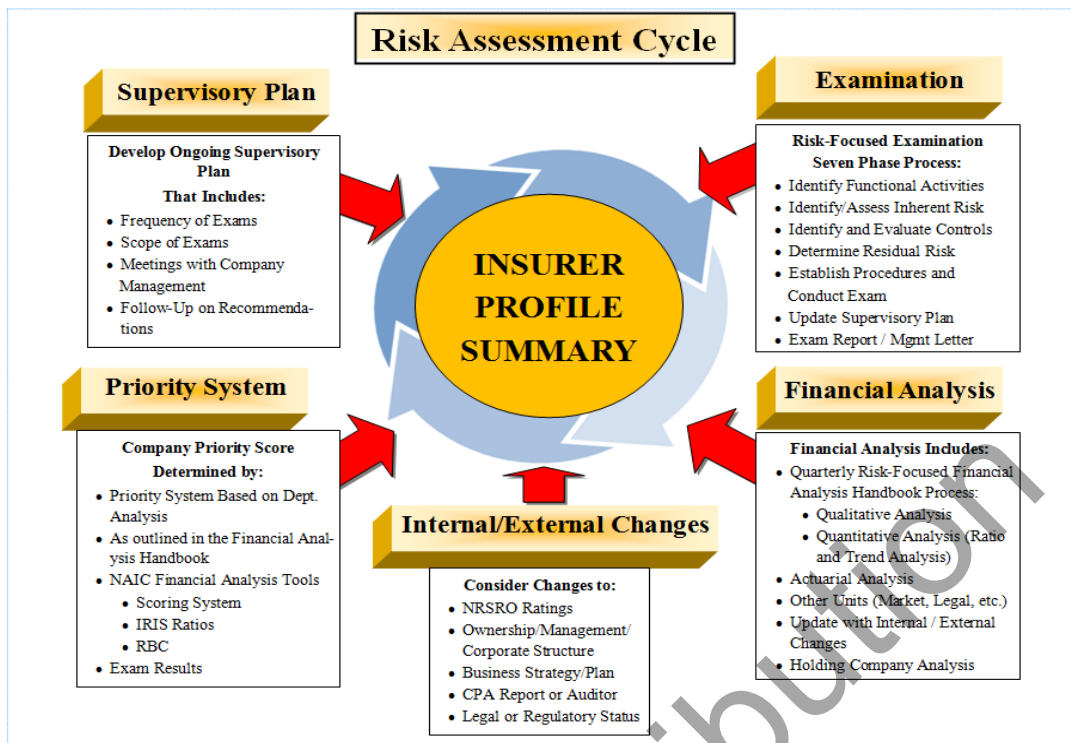 Risk Assessment Cycle
Supervisory Plan
Develop Ongoing Supervisory
Plan
That Includes:
• Frequency of Exams
• Scope of Exams
• Meetings with Company
Management
• Follow-Up on Recommenda-
tions
Examination
Risk-Focused Examination
Seven Phase Process:
• Identify Functional Activities
• Identify/Assess Inherent Risk
• Identify and Evaluate Controls
• Determine Residual Risk
• Establish Procedures and
Conduct Exam
• Update Supervisory Plan
• Exam Report / Mgmt Letter
INSURER
PROFILE
SUMMARY
Priority System
Company Priority Score
Determined by:
• Priority System Based on Dept.
Analysis
• As outlined in the Financial Anal-
ysis Handbook
• NAIC Financial Analysis Tools
• Scoring System
• IRIS Ratios
• RBC
• Exam Results
Internal/External Changes
Consider Changes to:
• NRSRO Ratings
• Ownership/Management/
Corporate Structure
• Business Strategy/Plan
• CPA Report or Auditor
• Legal or Regulatory Status
Financial Analysis
Financial Analysis Includes:
• Quarterly Risk-Focused Financial
Analysis Handbook Process:
• Qualitative Analysis
• Quantitative Analysis (Ratio
and Trend Analysis)
• Actuarial Analysis
• Other Units (Market, Legal, etc.)
• Update with Internal / External
Changes
• Holding Company Analysis
ibution